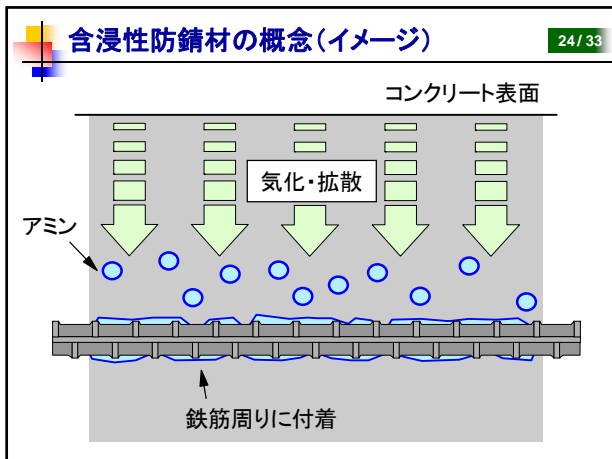 含浸性防錆材の概念(イメージ)
24/ 33
コンクリート表面
気化・拡散
アミン
鉄筋周りに付着